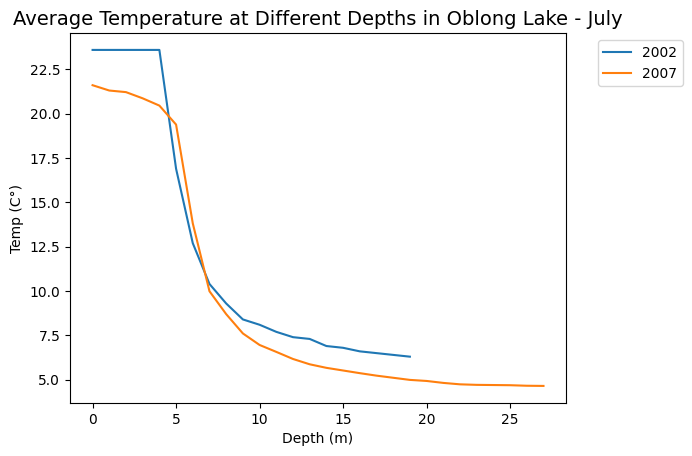 Average Temperature at Different Depths in Oblong Lake - July
2002
2007
22.5
20.0
17.5
15.0
12.5
10.0
7.5
5.0
Temp (C°)
0 5 10 15 20 25
Depth (m)